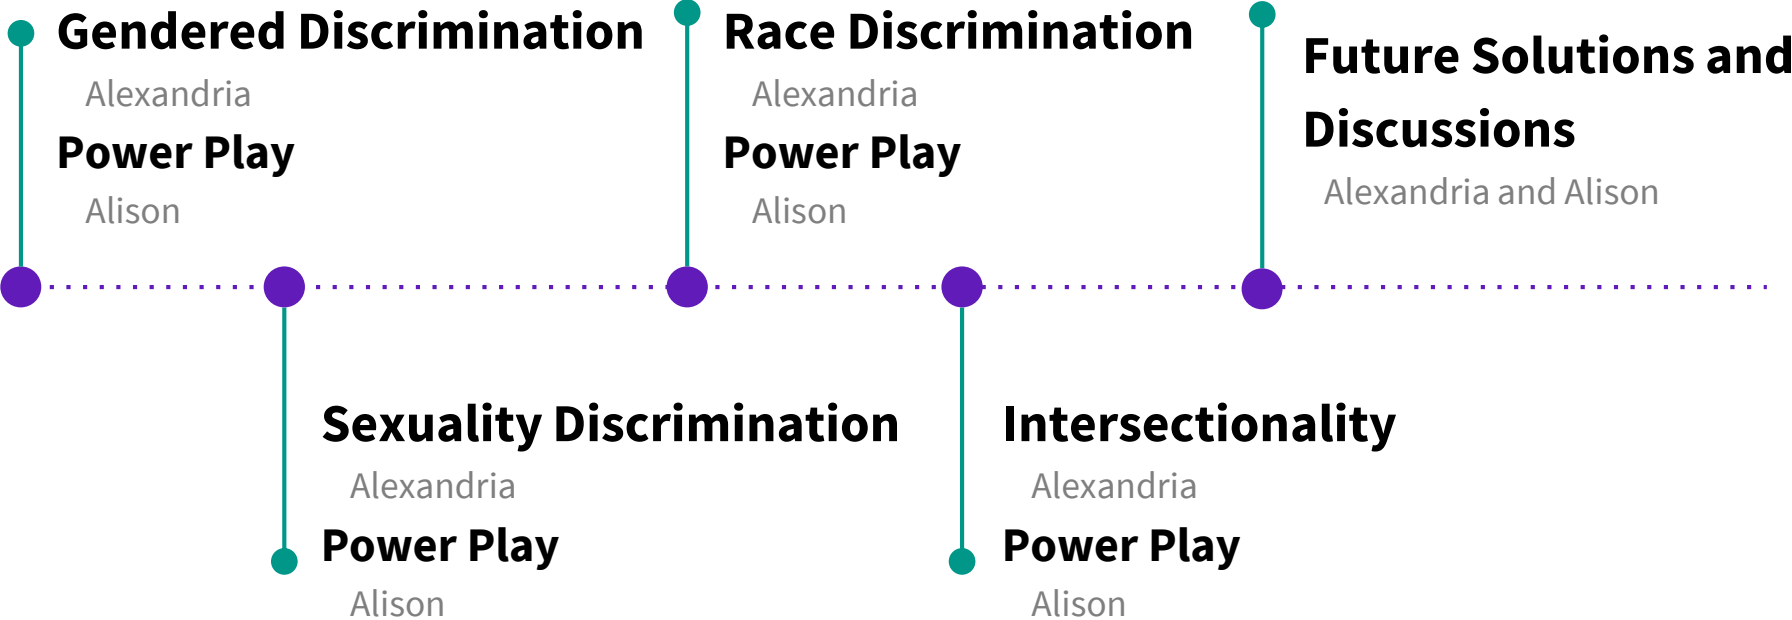 Gendered Discrimination
Alexandria
Power Play
Alison
Sexuality Discrimination
Alexandria
Power Play
Alison
Race Discrimination
Alexandria
Power Play
Alison
Intersectionality
Alexandria
Power Play
Alison
Future Solutions and
Discussions
Alexandria and Alison